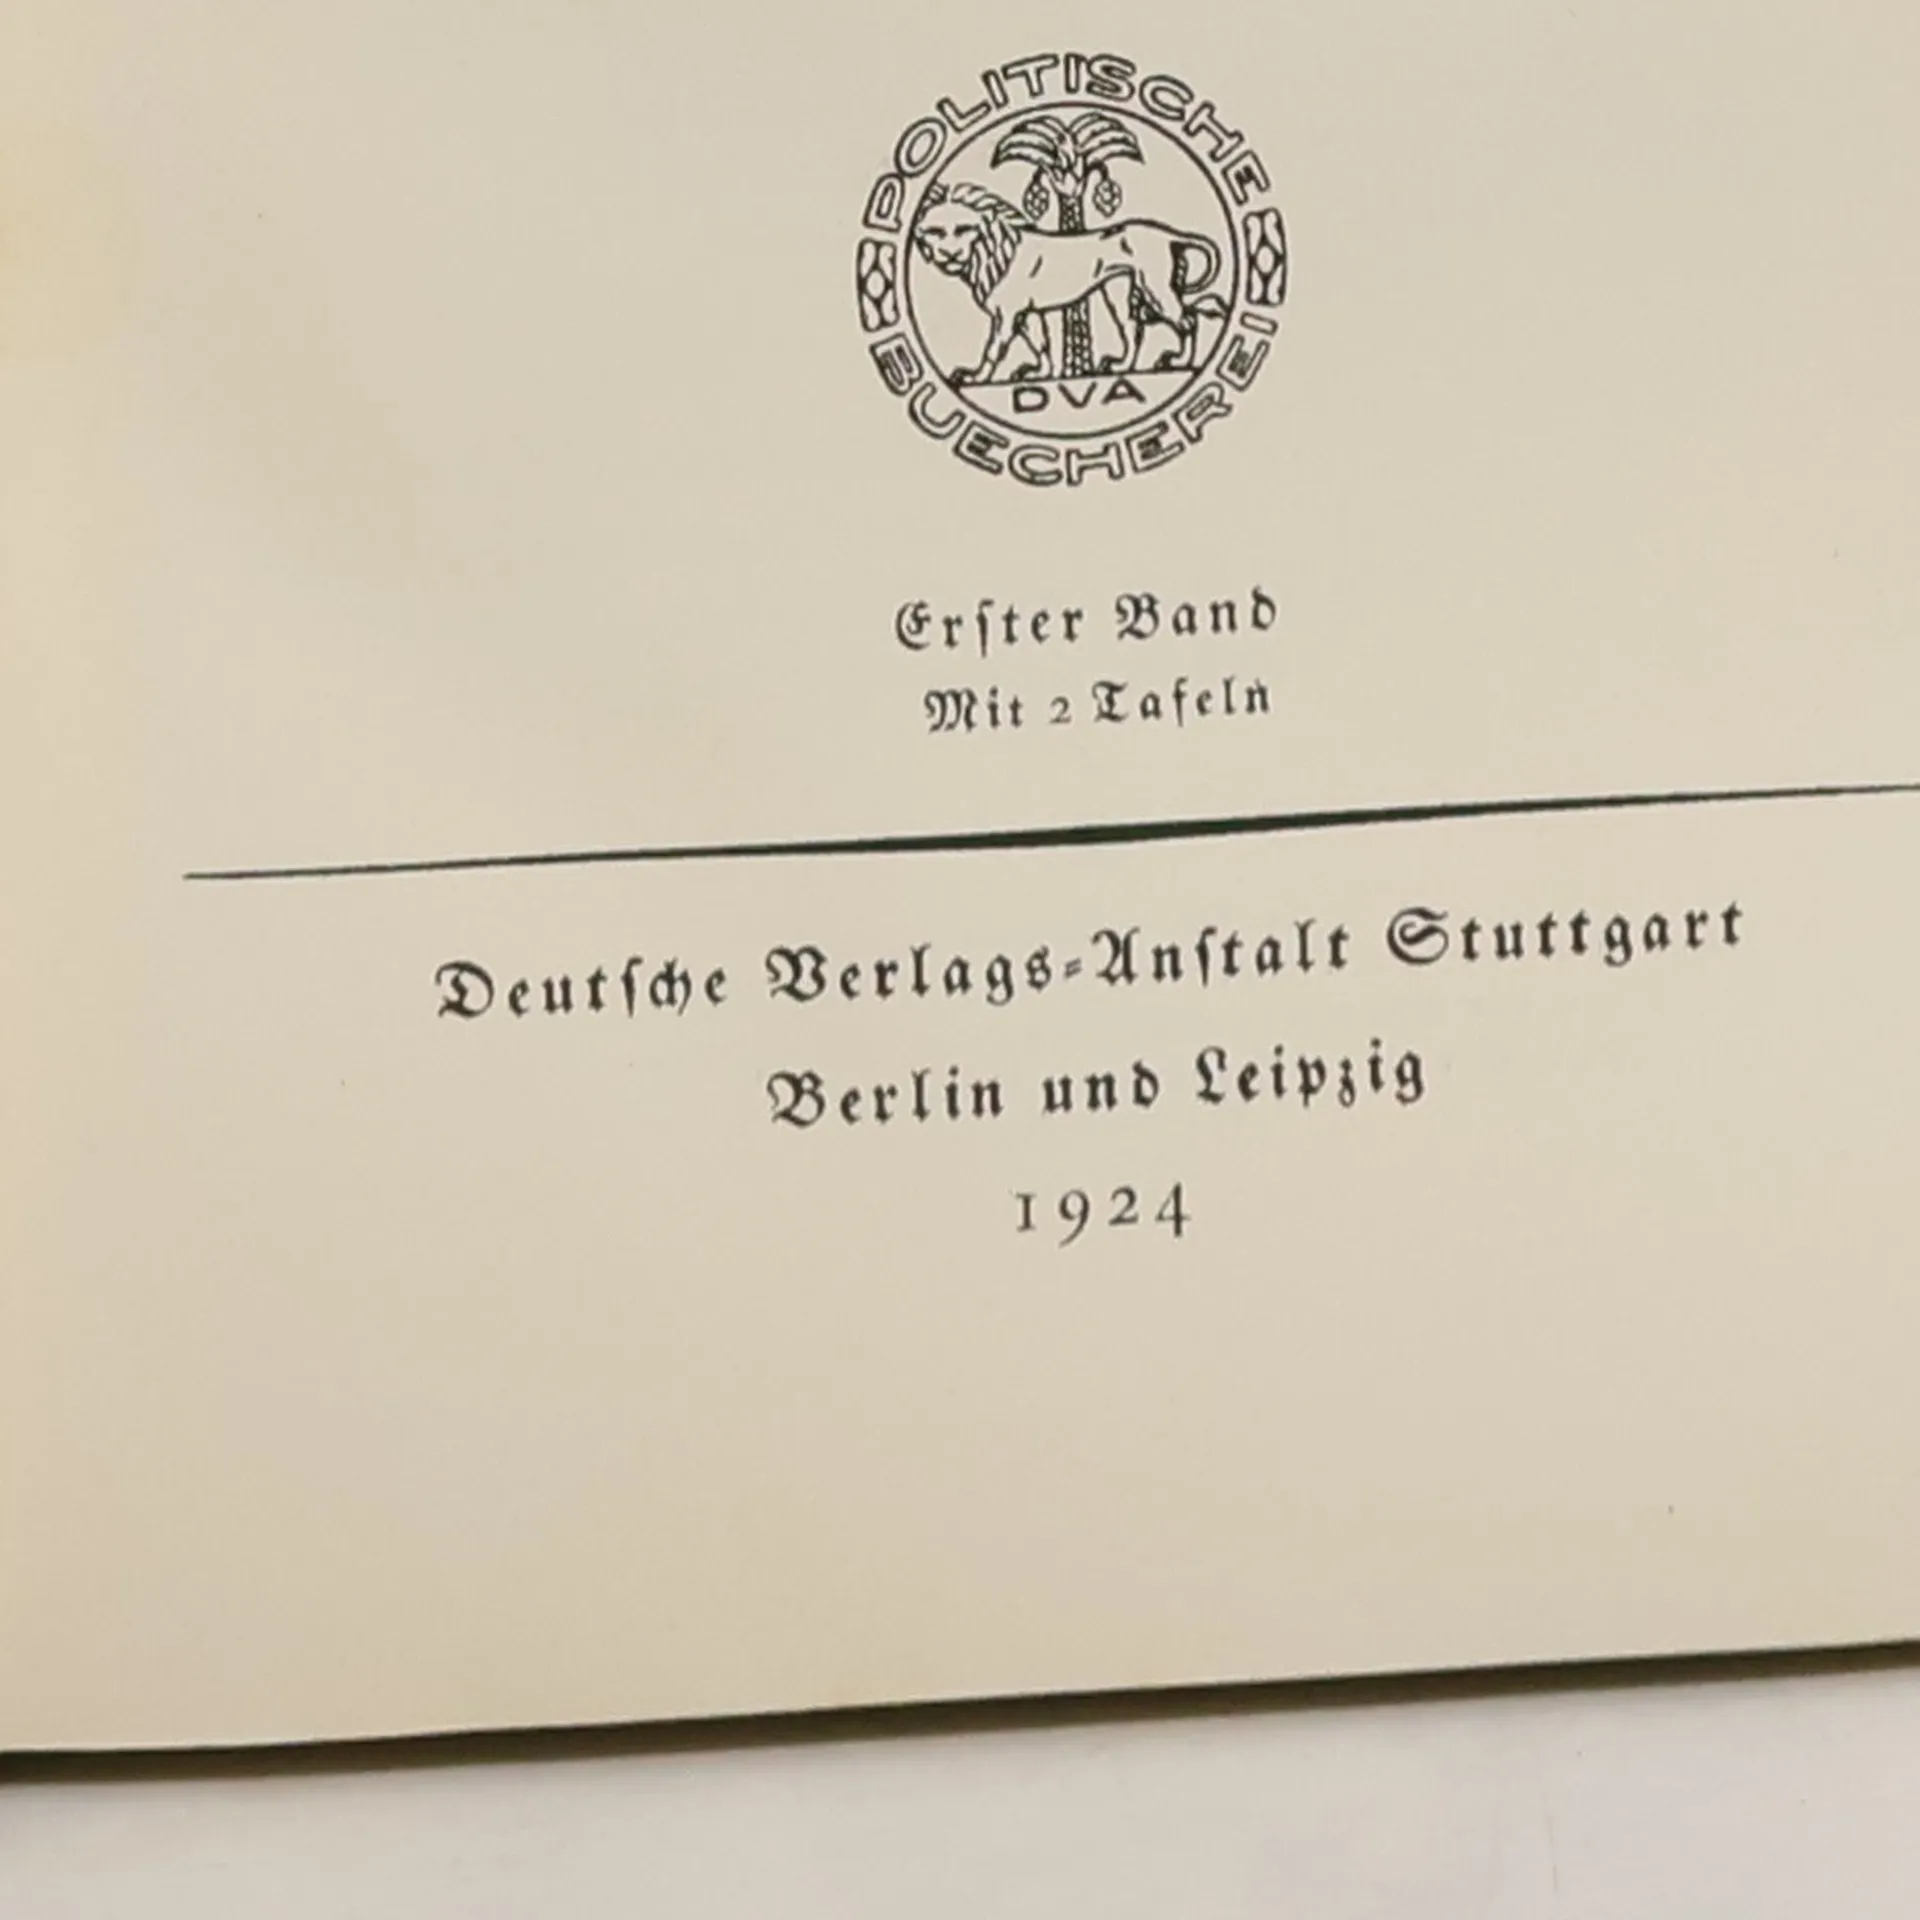 POLITISCHE
BUECHEREI
DVA
Erſter Band
Mit 2 Tafeln
Deutſche Verlags-Anſtalt Stuttgart
Berlin und Leipzig
1924